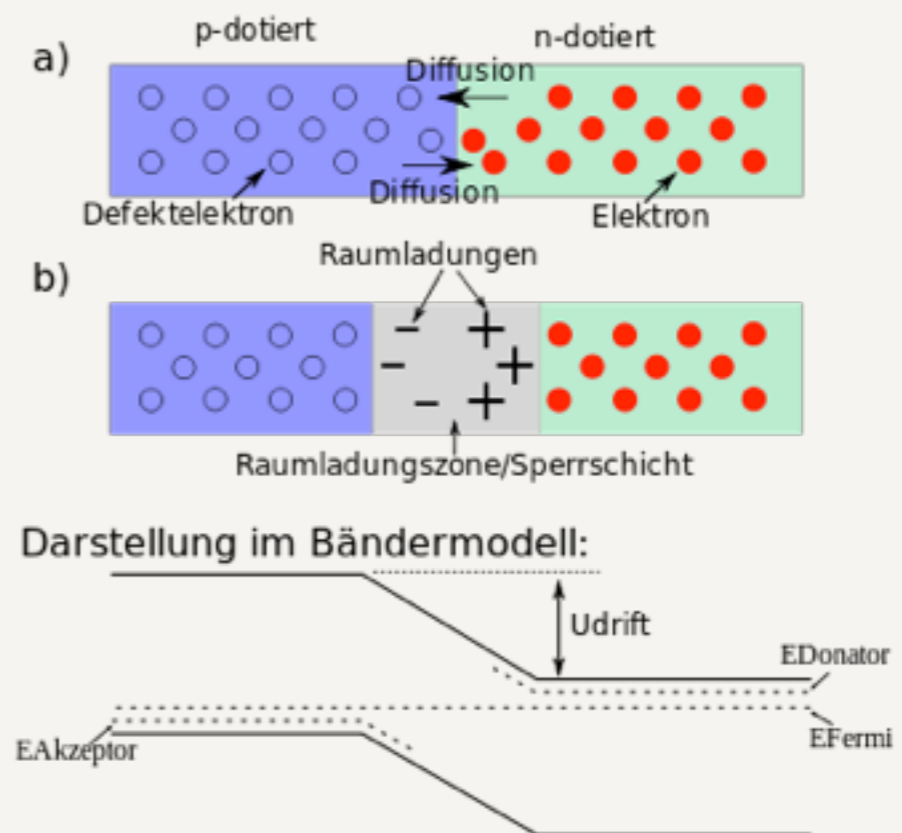 p-dotiert
n-dotiert
a)
Diffusion
Diffusion
Defektelektron
Elektron
Raumladungen
b)
Raumladungszone/Sperrschicht
Darstellung im Bändermodell:
Udrift
EDonator
EFermi
EAkzeptor